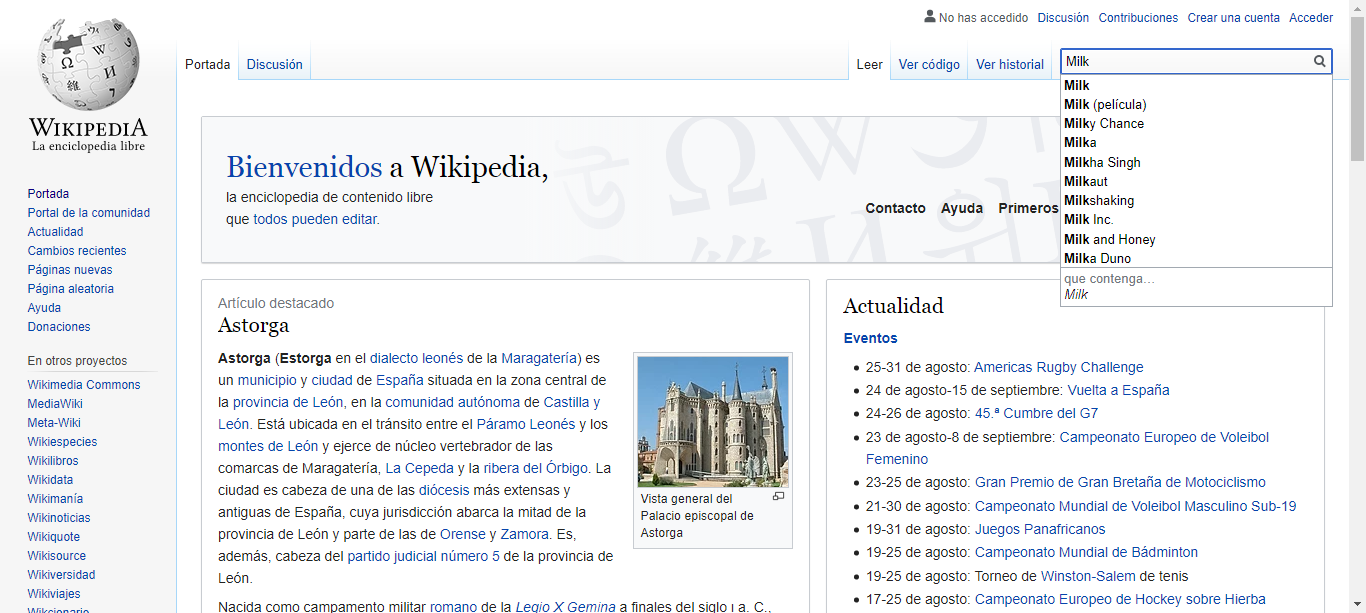 WIKIPEDIA
La enciclopedia libre
Portada
Portal de la comunidad
Actualidad
Cambios recientes
Páginas nuevas
Página aleatoria
Ayuda
Donaciones
En otros proyectos
Wikimedia Commons
MediaWiki
Meta-Wiki
Wikiespecies
Wikilibros
Wikidata
Wikimanía
Wikinoticias
Wikiquote
Wikisource
Wikiversidad
Wikiviajes
Wikcionario
No has accedido Discusión Contribuciones Crear una cuenta Acceder
Portada Discusión
Leer Ver código Ver historial
Milk
Milk
Milk (película)
Milky Chance
Milka
Milkha Singh
Milkaut
Milkshaking
Milk Inc.
Milk and Honey
Milka Duno
que contenga...
Milk
Bienvenidos a Wikipedia,
la enciclopedia de contenido libre
que todos pueden editar.
Contacto Ayuda Primeros
Artículo destacado
Astorga
Astorga (Estorga en el dialecto leonés de la Maragatería) es
un municipio y ciudad de España situada en la zona central de
la provincia de León, en la comunidad autónoma de Castilla y
León. Está ubicada en el tránsito entre el Páramo Leonés y los
montes de León y ejerce de núcleo vertebrador de las
comarcas de Maragatería, La Cepeda y la ribera del Órbigo. La
ciudad es cabeza de una de las diócesis más extensas y
antiguas de España, cuya jurisdicción abarca la mitad de la
provincia de León y parte de las de Orense y Zamora. Es,
además, cabeza del partido judicial número 5 de la provincia de
León.
Nacida como campamento militar romano de la Legio X Gemina a finales del siglo I a. C.,
Vista general del
Palacio episcopal de
Astorga
Actualidad
Eventos
25-31 de agosto: Americas Rugby Challenge
24 de agosto-15 de septiembre: Vuelta a España
24-26 de agosto: 45.ª Cumbre del G7
23 de agosto-8 de septiembre: Campeonato Europeo de Voleibol
Femenino
23-25 de agosto: Gran Premio de Gran Bretaña de Motociclismo
21-30 de agosto: Campeonato Mundial de Voleibol Masculino Sub-19
19-31 de agosto: Juegos Panafricanos
19-25 de agosto: Campeonato Mundial de Bádminton
19-25 de agosto: Torneo de Winston-Salem de tenis
17-25 de agosto: Campeonato Europeo de Hockey sobre Hierba